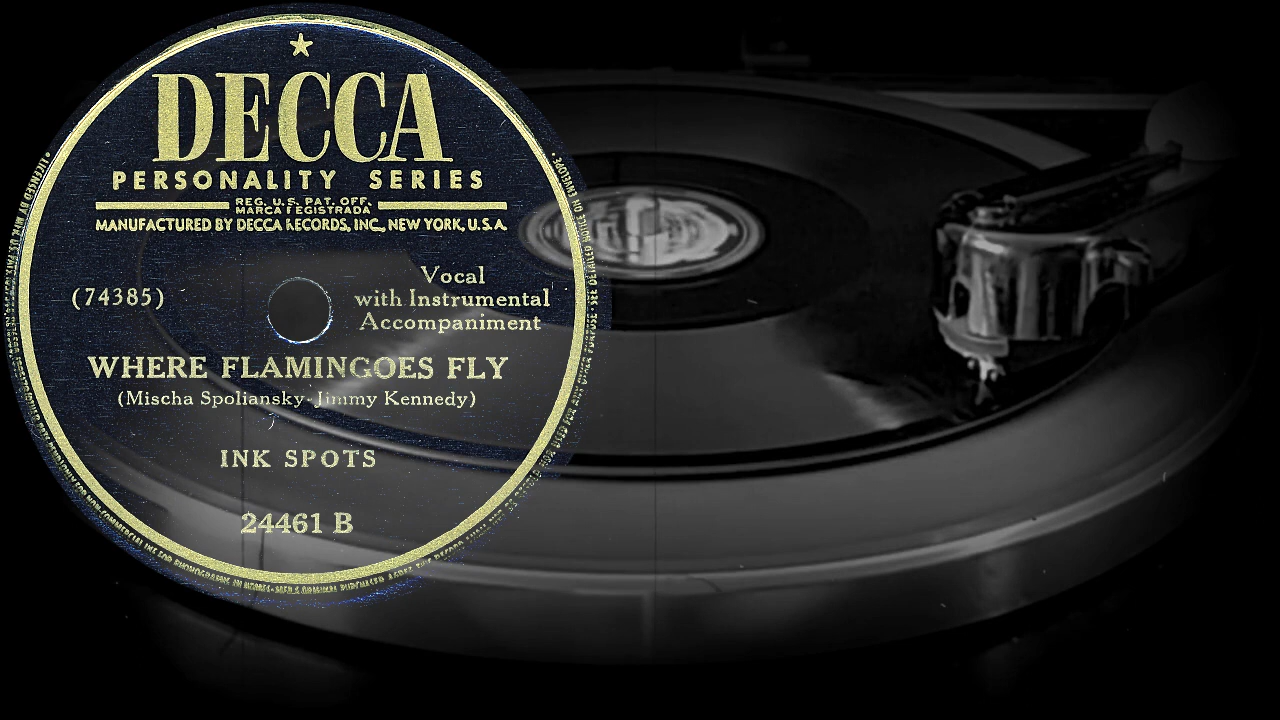 DECCA
PERSONALITY SERIES
REG. U.S. PAT. OFF.
MARCA REGISTRADA
MANUFACTURED BY DECCA RECORDS, INC., NEW YORK, U.S.A.
(74385)
Vocal
with Instrumental
Accompaniment
WHERE FLAMINGOES FLY
(Mischa Spoliansky-Jimmy Kennedy)
INK SPOTS
24461 B